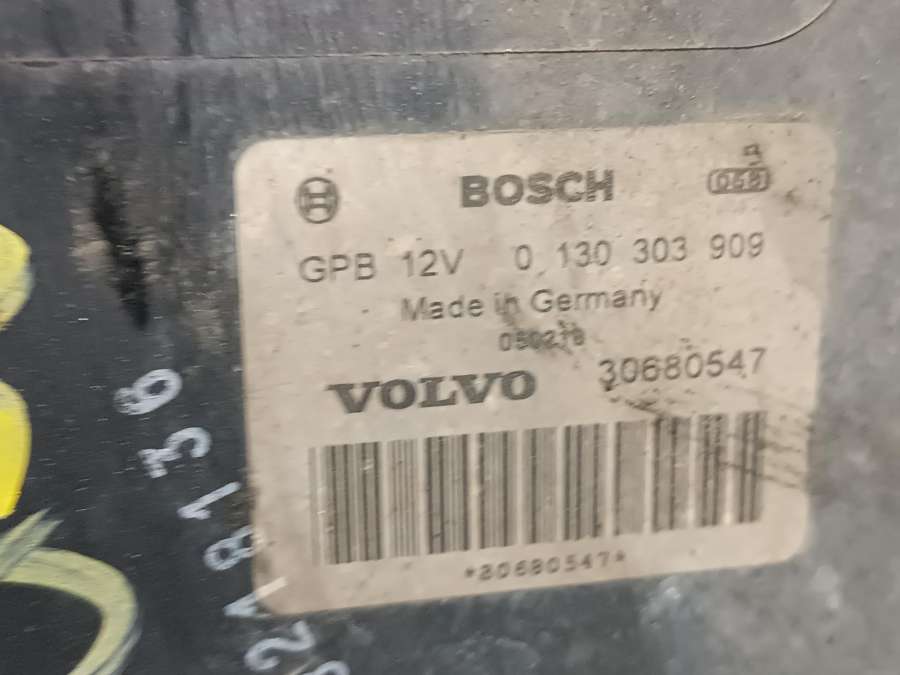 BOSCH
GPB 12V 0 130 303 909
Made in Germany
VOLVO 30680547
*30680547*